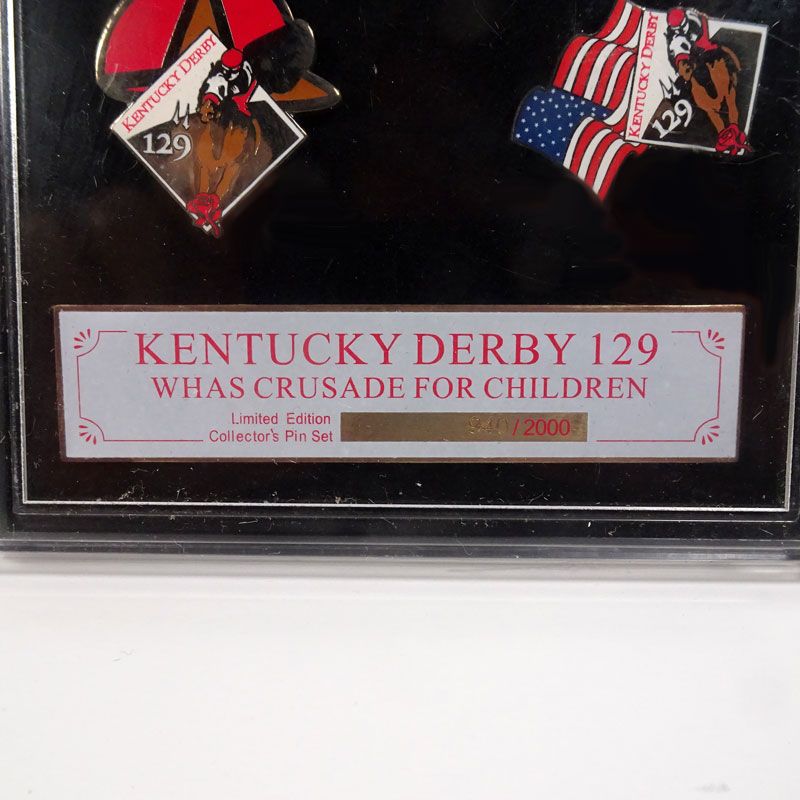 KENTUCKY DERBY
129
KENTUCKY DERBY
129
KENTUCKY DERBY 129
WHAS CRUSADE FOR CHILDREN
Limited Edition
Collector's Pin Set
940/2000